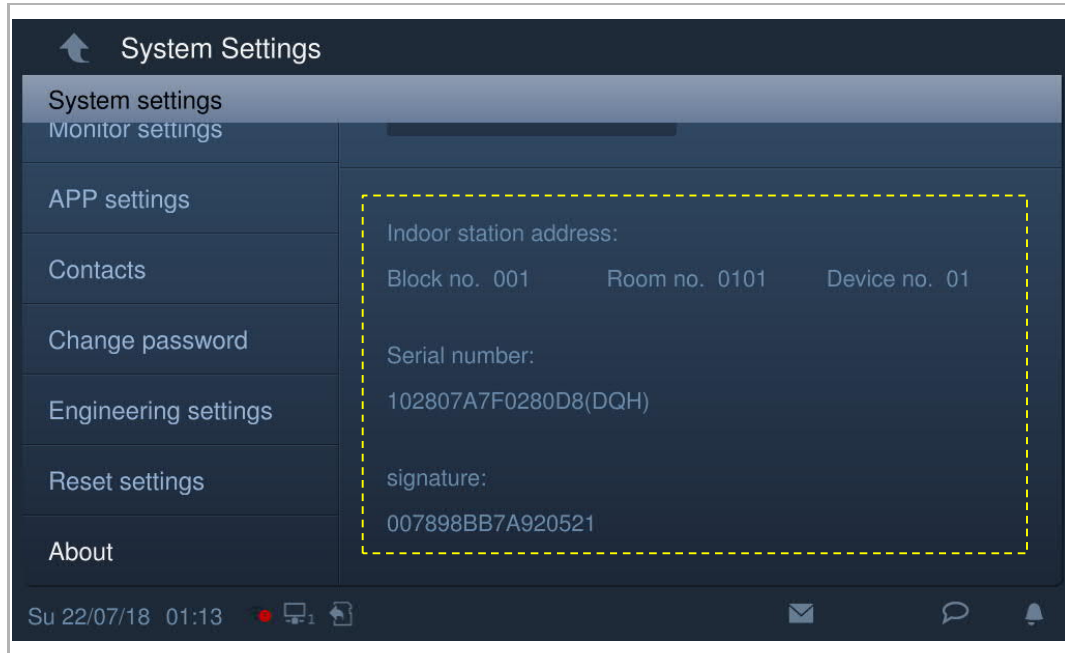 System Settings
System settings
Monitor settings
APP settings
Contacts
Change password
Engineering settings
Reset settings
About
Indoor station address:
Block no. 001 Room no. 0101 Device no. 01
Serial number:
102807A7F0280D8(DQH)
signature:
007898BB7A920521
Su 22/07/18 01:13 1